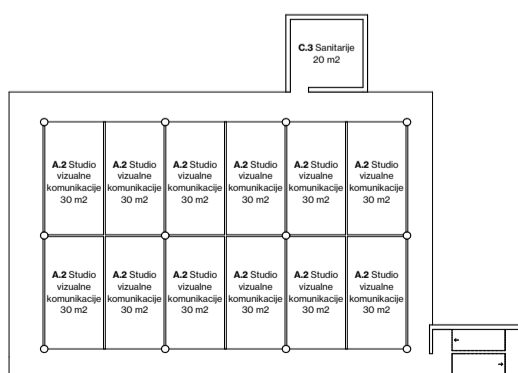 C.3 Sanitarije
20 m2
A.2 Studio
vizualne
komunikacije
30 m2
A.2 Studio
vizualne
komunikacije
30 m2
A.2 Studio
vizualne
komunikacije
30 m2
A.2 Studio
vizualne
komunikacije
30 m2
A.2 Studio
vizualne
komunikacije
30 m2
A.2 Studio
vizualne
komunikacije
30 m2
A.2 Studio
vizualne
komunikacije
30 m2
A.2 Studio
vizualne
komunikacije
30 m2
A.2 Studio
vizualne
komunikacije
30 m2
A.2 Studio
vizualne
komunikacije
30 m2
A.2 Studio
vizualne
komunikacije
30 m2
A.2 Studio
vizualne
komunikacije
30 m2